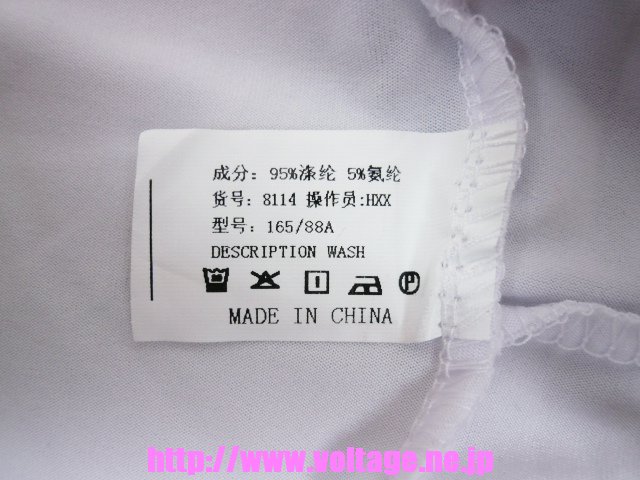 成分: 95%涤纶 5%氨纶
货号: 8114 操作员:HXX
型号: 165/88A
DESCRIPTION WASH
P
MADE IN CHINA
http://www.voltage.ne.jp